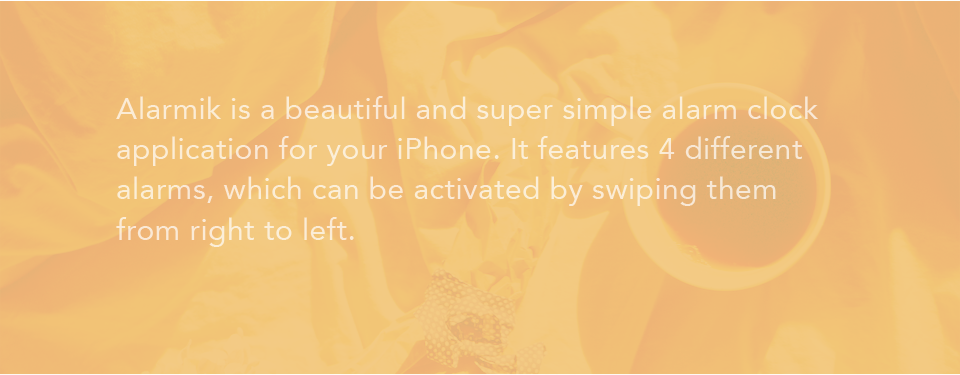 Alarmik is a beautiful and super simple alarm clock
application for your iPhone. It features 4 different
alarms, which can be activated by swiping them
from right to left.